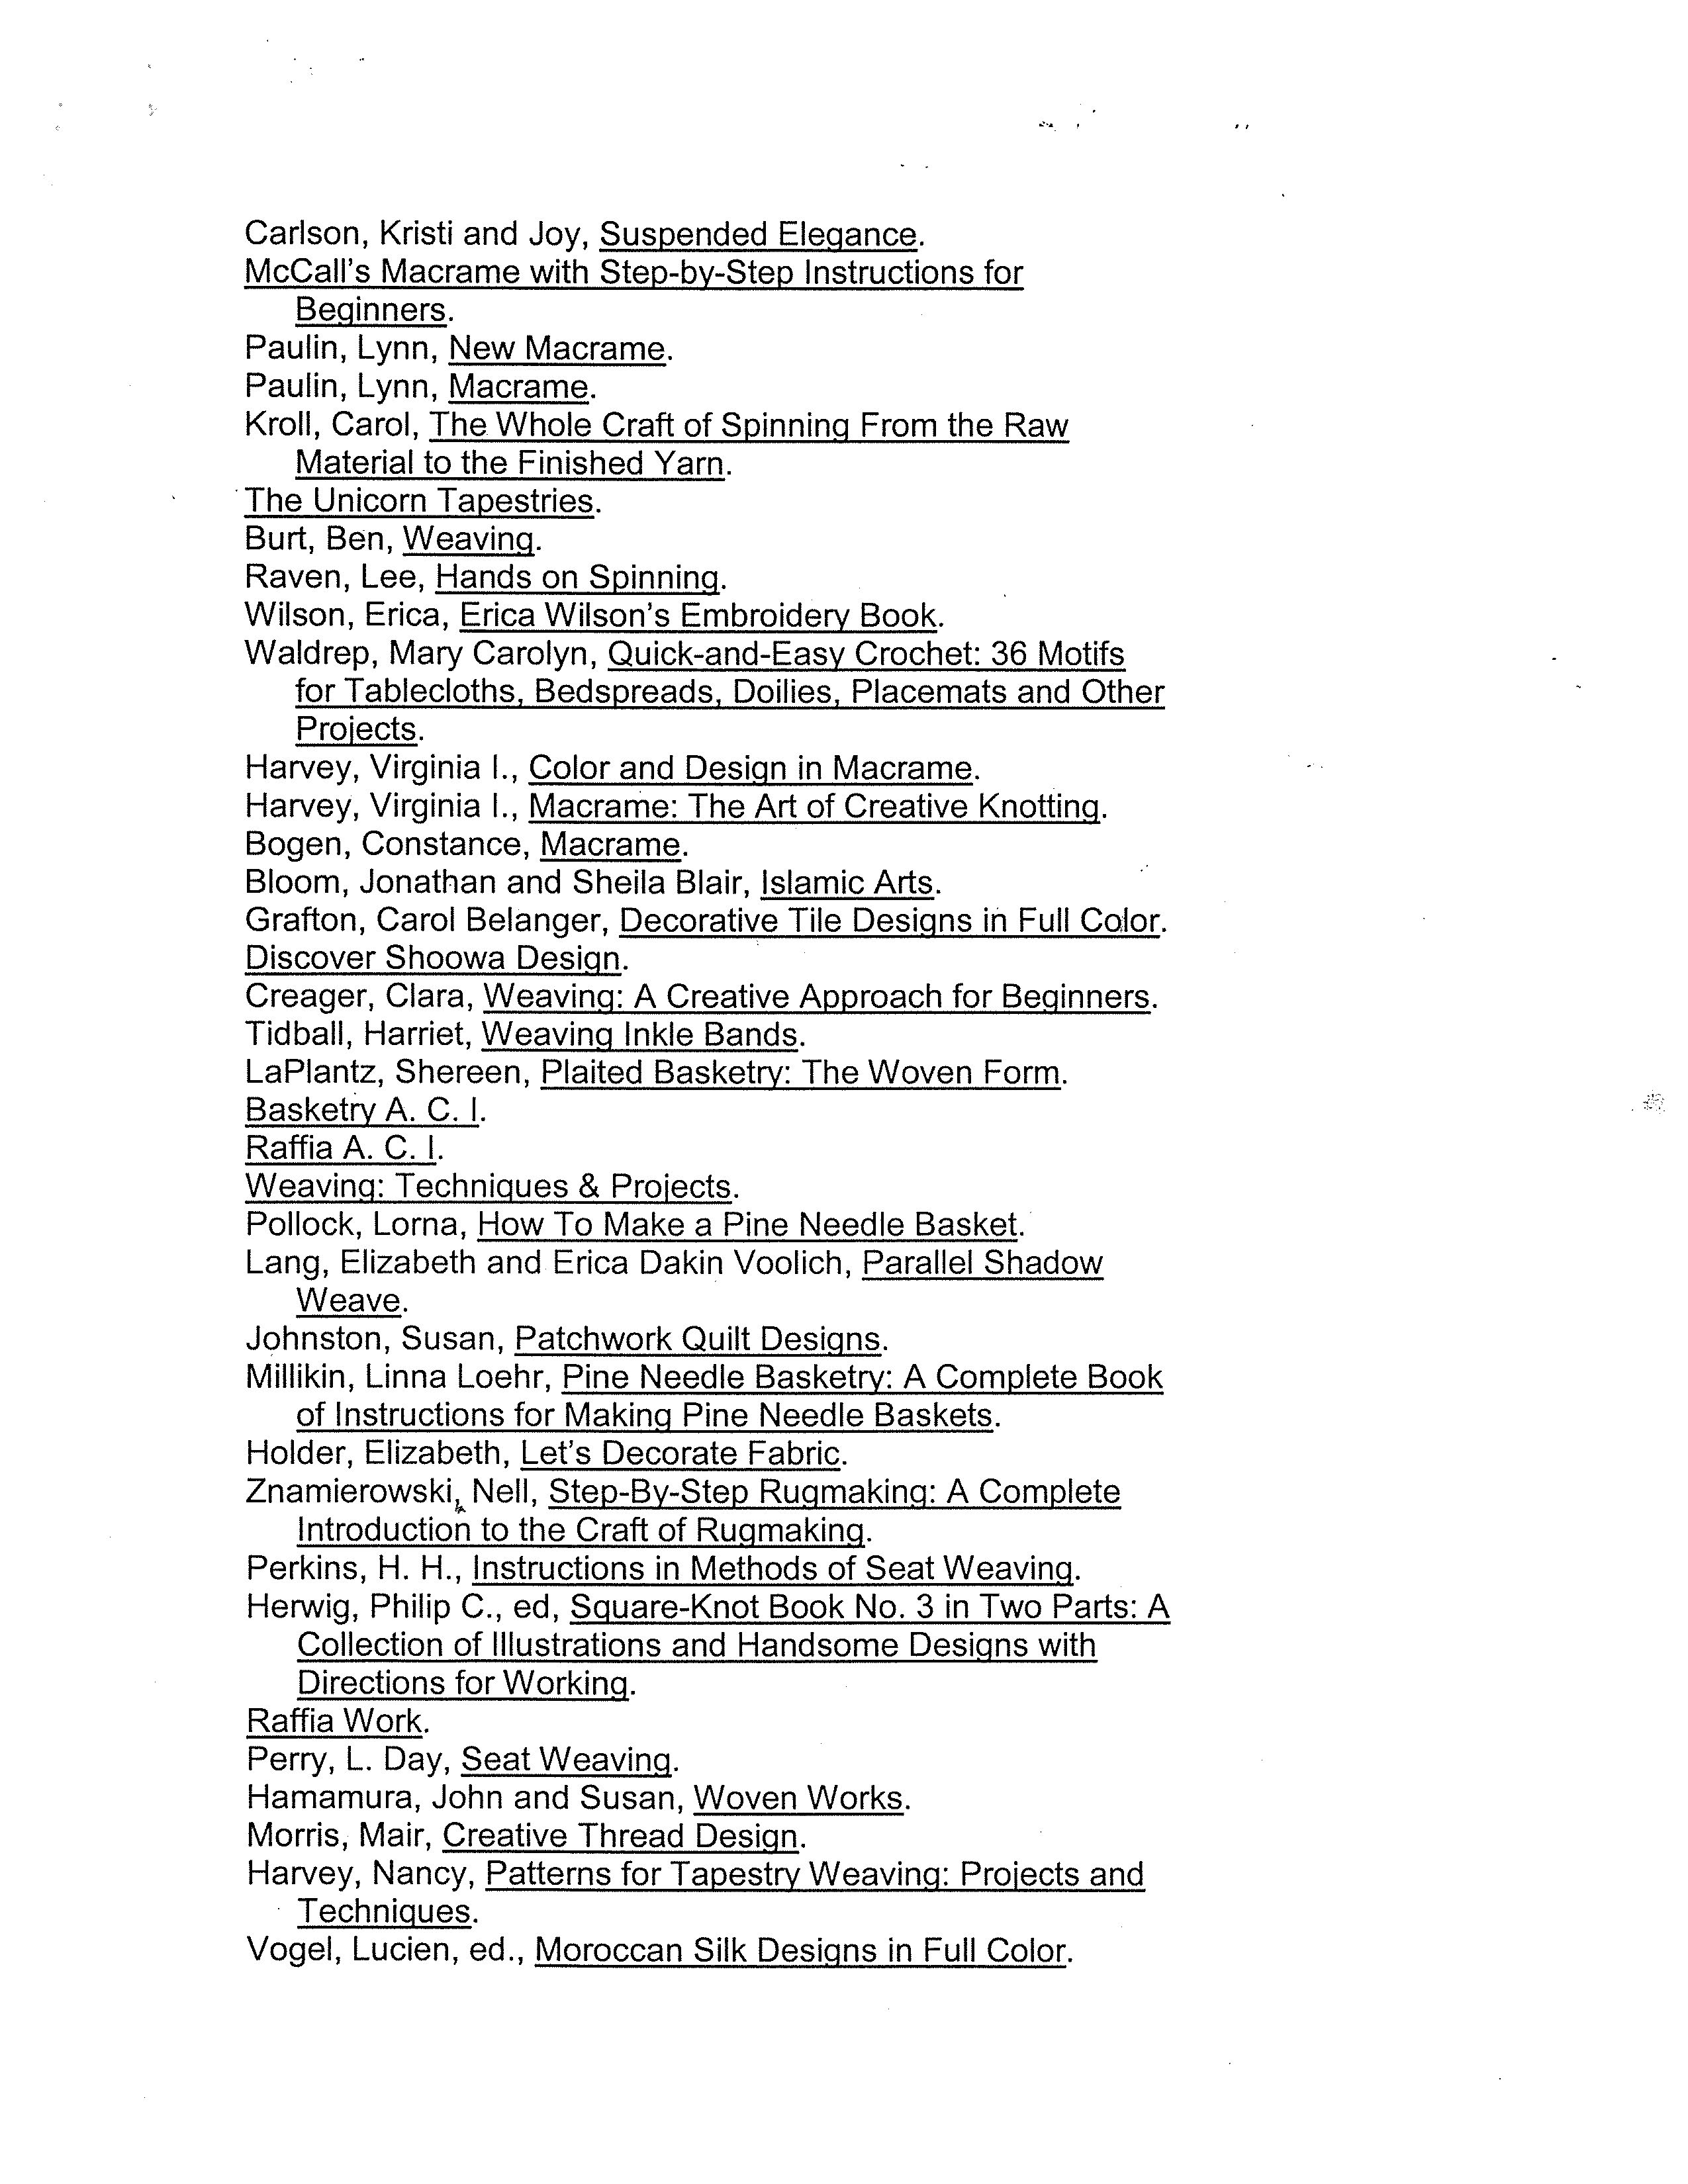 Carlson, Kristi and Joy, Suspended Elegance.
McCall's Macrame with Step-by-Step Instructions for
Beginners.
Paulin, Lynn, New Macrame.
Paulin, Lynn, Macrame.
Kroll, Carol, The Whole Craft of Spinning From the Raw
Material to the Finished Yarn.
The Unicorn Tapestries.
Burt, Ben, Weaving.
Raven, Lee, Hands on Spinning.
Wilson, Erica, Erica Wilson's Embroidery Book.
Waldrep, Mary Carolyn, Quick-and-Easy Crochet: 36 Motifs
for Tablecloths, Bedspreads, Doilies, Placemats and Other
Projects.
Harvey, Virginia I., Color and Design in Macrame.
Harvey, Virginia I., Macrame: The Art of Creative Knotting.
Bogen, Constance, Macrame.
Bloom, Jonathan and Sheila Blair, Islamic Arts.
Grafton, Carol Belanger, Decorative Tile Designs in Full Color.
Discover Shoowa Design.
Creager, Clara, Weaving: A Creative Approach for Beginners.
Tidball, Harriet, Weaving Inkle Bands.
LaPlantz, Shereen, Plaited Basketry: The Woven Form.
Basketry A. C. I.
Raffia A. C. I.
Weaving: Techniques & Projects.
Pollock, Lorna, How To Make a Pine Needle Basket.
Lang, Elizabeth and Erica Dakin Voolich, Parallel Shadow
Weave.
Johnston, Susan, Patchwork Quilt Designs.
Millikin, Linna Loehr, Pine Needle Basketry: A Complete Book
of Instructions for Making Pine Needle Baskets.
Holder, Elizabeth, Let's Decorate Fabric.
Znamierowski, Nell, Step-By-Step Rugmaking: A Complete
Introduction to the Craft of Rugmaking.
Perkins, H. H., Instructions in Methods of Seat Weaving.
Herwig, Philip C., ed, Square-Knot Book No. 3 in Two Parts: A
Collection of Illustrations and Handsome Designs with
Directions for Working.
Raffia Work.
Perry, L. Day, Seat Weaving.
Hamamura, John and Susan, Woven Works.
Morris, Mair, Creative Thread Design.
Harvey, Nancy, Patterns for Tapestry Weaving: Projects and
Techniques.
Vogel, Lucien, ed., Moroccan Silk Designs in Full Color.